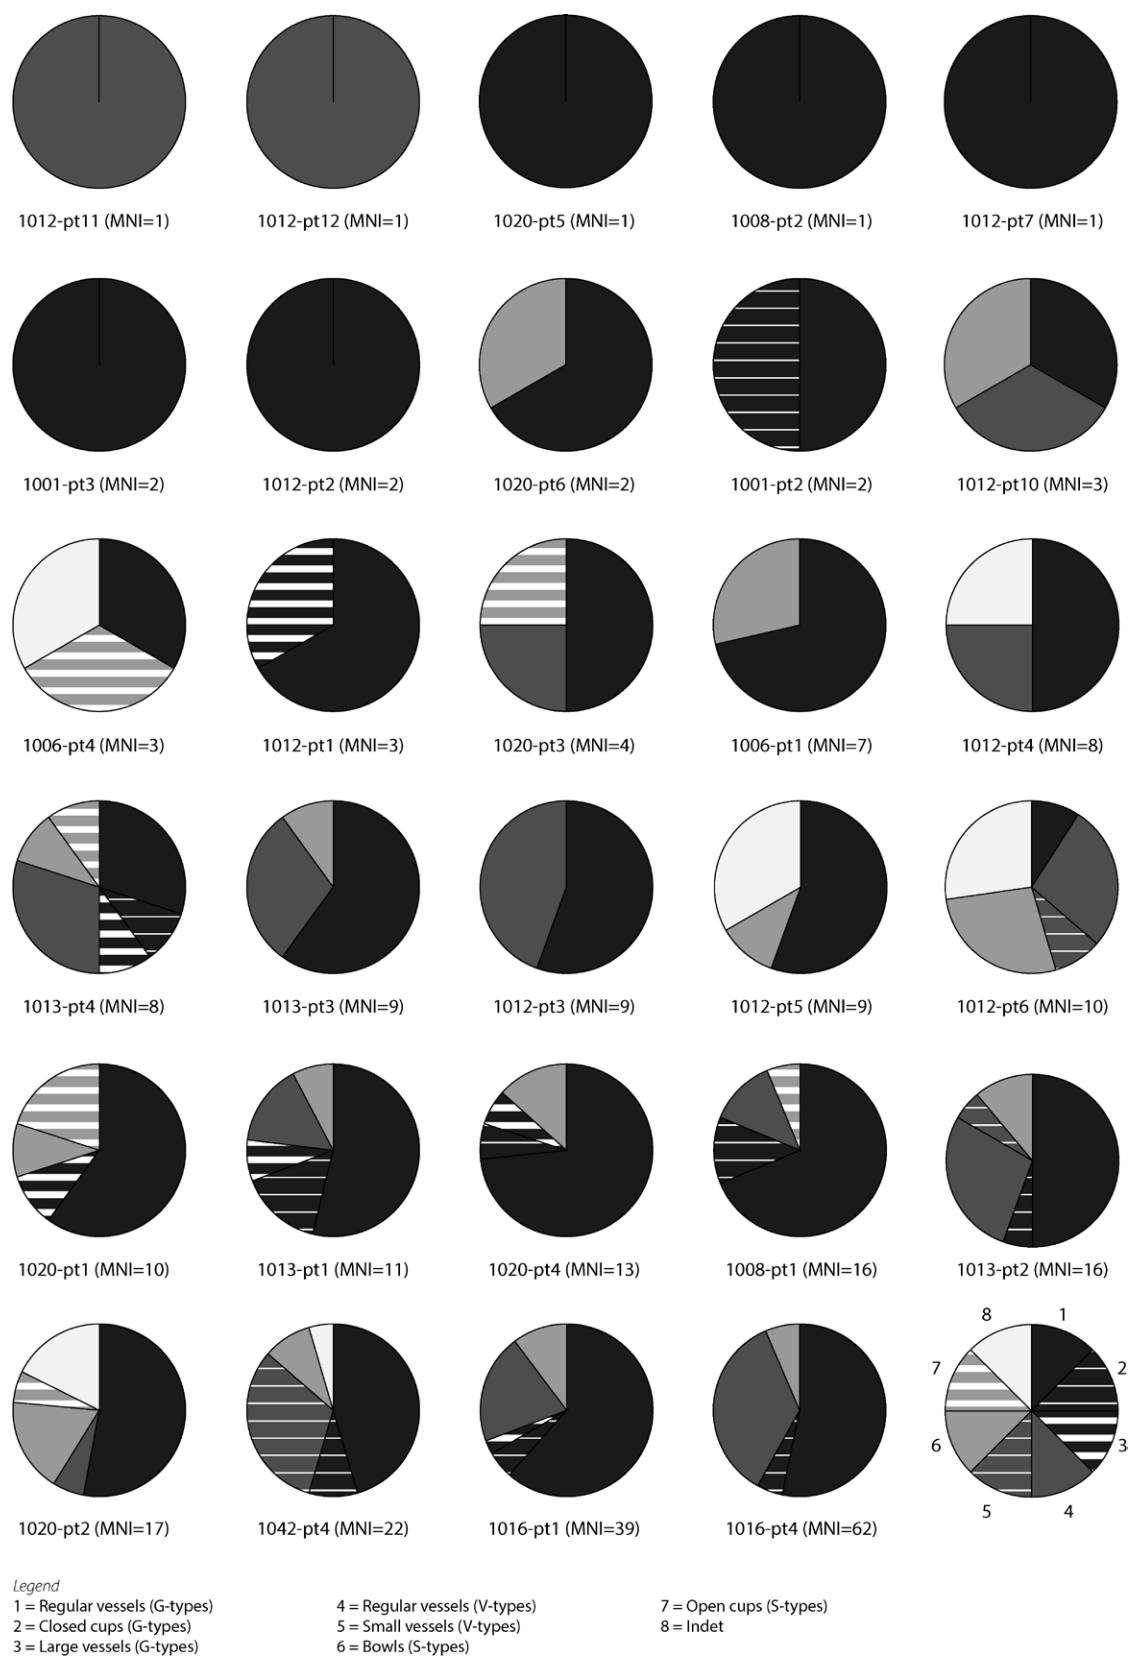 1012-pt11 (MNI=1)
1012-pt12 (MNI=1)
1020-pt5 (MNI=1)
1008-pt2 (MNI=1)
1012-pt7 (MNI=1)
1001-pt3 (MNI=2)
1012-pt2 (MNI=2)
1020-pt6 (MNI=2)
1001-pt2 (MNI=2)
1012-pt10 (MNI=3)
1006-pt4 (MNI=3)
1012-pt1 (MNI=3)
1020-pt3 (MNI=4)
1006-pt1 (MNI=7)
1012-pt4 (MNI=8)
1013-pt4 (MNI=8)
1013-pt3 (MNI=9)
1012-pt3 (MNI=9)
1012-pt5 (MNI=9)
1012-pt6 (MNI=10)
1020-pt1 (MNI=10)
1013-pt1 (MNI=11)
1020-pt4 (MNI=13)
1008-pt1 (MNI=16)
1013-pt2 (MNI=16)
1020-pt2 (MNI=17)
1042-pt4 (MNI=22)
1016-pt1 (MNI=39)
1016-pt4 (MNI=62)
1
2
3
4
5
6
7
8
Legend
1 = Regular vessels (G-types)
2 = Closed cups (G-types)
3 = Large vessels (G-types)
4 = Regular vessels (V-types)
5 = Small vessels (V-types)
6 = Bowls (S-types)
7 = Open cups (S-types)
8 = Indet